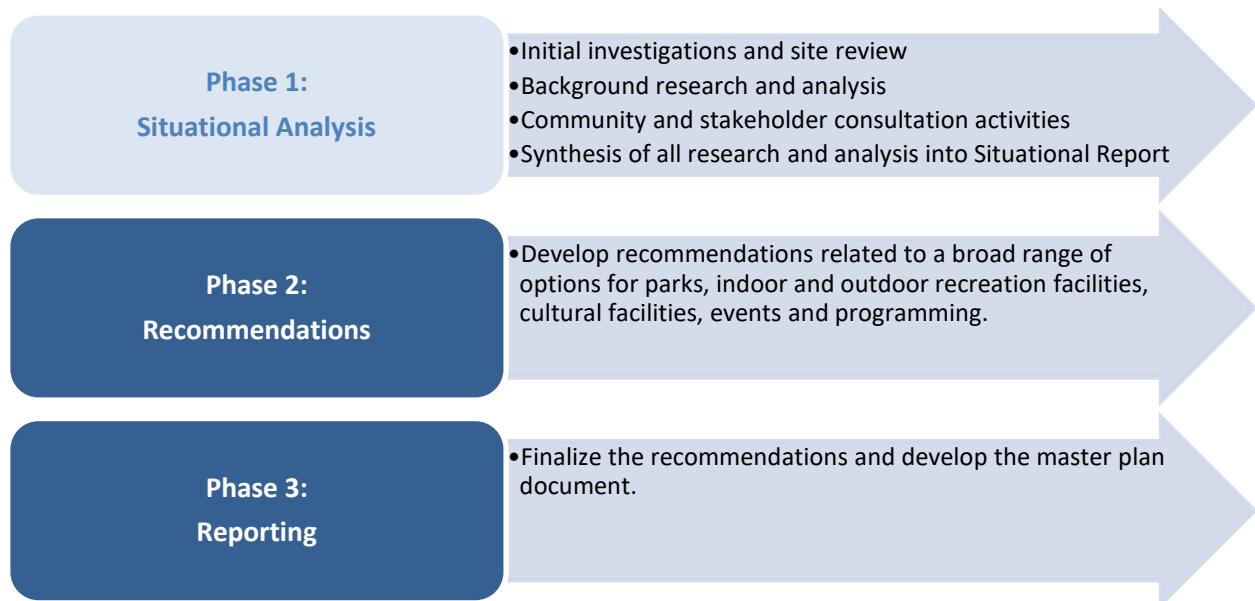 Phase 1:
Situational Analysis
•Initial investigations and site review
•Background research and analysis
•Community and stakeholder consultation activities
•Synthesis of all research and analysis into Situational Report
Phase 2:
Recommendations
•Develop recommendations related to a broad range of
options for parks, indoor and outdoor recreation facilities,
cultural facilities, events and programming.
Phase 3:
Reporting
•Finalize the recommendations and develop the master plan
document.